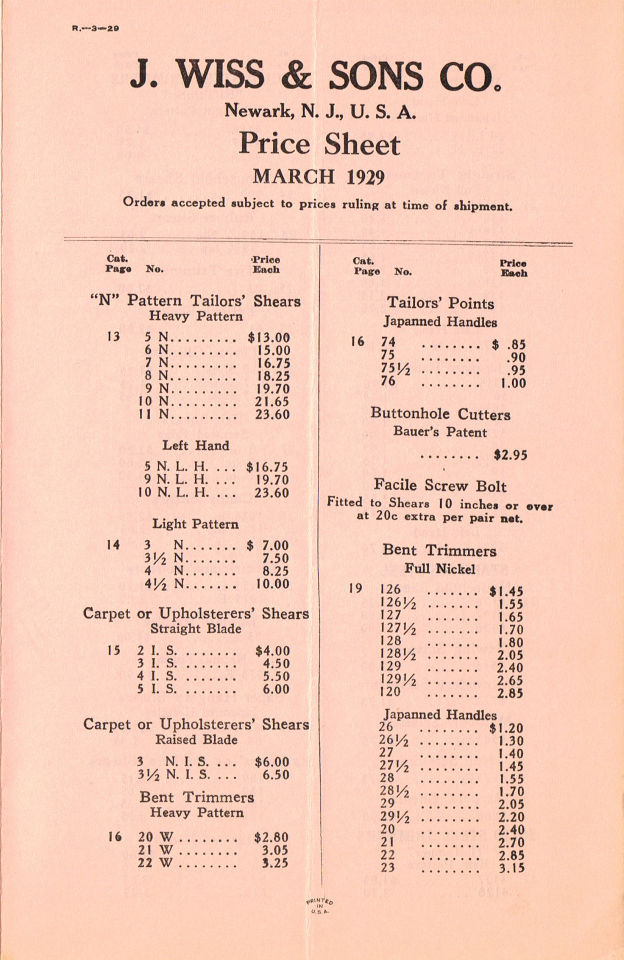 R.—3—29
J. WISS & SONS CO.
Newark, N. J., U. S. A.
Price Sheet
MARCH 1929
Orders accepted subject to prices ruling at time of shipment.
Cat. Page No. Price Each
"N" Pattern Tailors' Shears
Heavy Pattern
13 5 N......... $13.00
6 N......... 15.00
7 N......... 16.75
8 N......... 18.25
9 N......... 19.70
10 N......... 21.65
11 N......... 23.60
Left Hand
5 N. L. H. ... $16.75
9 N. L. H. ... 19.70
10 N. L. H. ... 23.60
Light Pattern
14 3 N....... $ 7.00
3½ N....... 7.50
4 N....... 8.25
4½ N....... 10.00
Carpet or Upholsterers' Shears
Straight Blade
15 2 I. S. ........ $4.00
3 I. S. ........ 4.50
4 I. S. ........ 5.50
5 I. S. ........ 6.00
Carpet or Upholsterers' Shears
Raised Blade
3 N. I. S. .... $6.00
3½ N. I. S. ... 6.50
Bent Trimmers
Heavy Pattern
16 20 W ........ $2.80
21 W ........ 3.05
22 W ........ 3.25
Cat. Page No. Price Each
Tailors' Points
Japanned Handles
16 74 ........ $ .85
75 ........ .90
75½ ........ .95
76 ........ 1.00
Buttonhole Cutters
Bauer's Patent
........ $2.95
Facile Screw Bolt
Fitted to Shears 10 inches or over
at 20c extra per pair net.
Bent Trimmers
Full Nickel
19 126 ....... $1.45
126½ ....... 1.55
127 ....... 1.65
127½ ....... 1.70
128 ....... 1.80
128½ ....... 2.05
129 ....... 2.40
129½ ....... 2.65
120 ....... 2.85
Japanned Handles
26 ........ $1.20
26½ ........ 1.30
27 ........ 1.40
27½ ........ 1.45
28 ........ 1.55
28½ ........ 1.70
29 ........ 2.05
29½ ........ 2.20
20 ........ 2.40
21 ........ 2.70
22 ........ 2.85
23 ........ 3.15
PRINTED
IN
U.S.A.